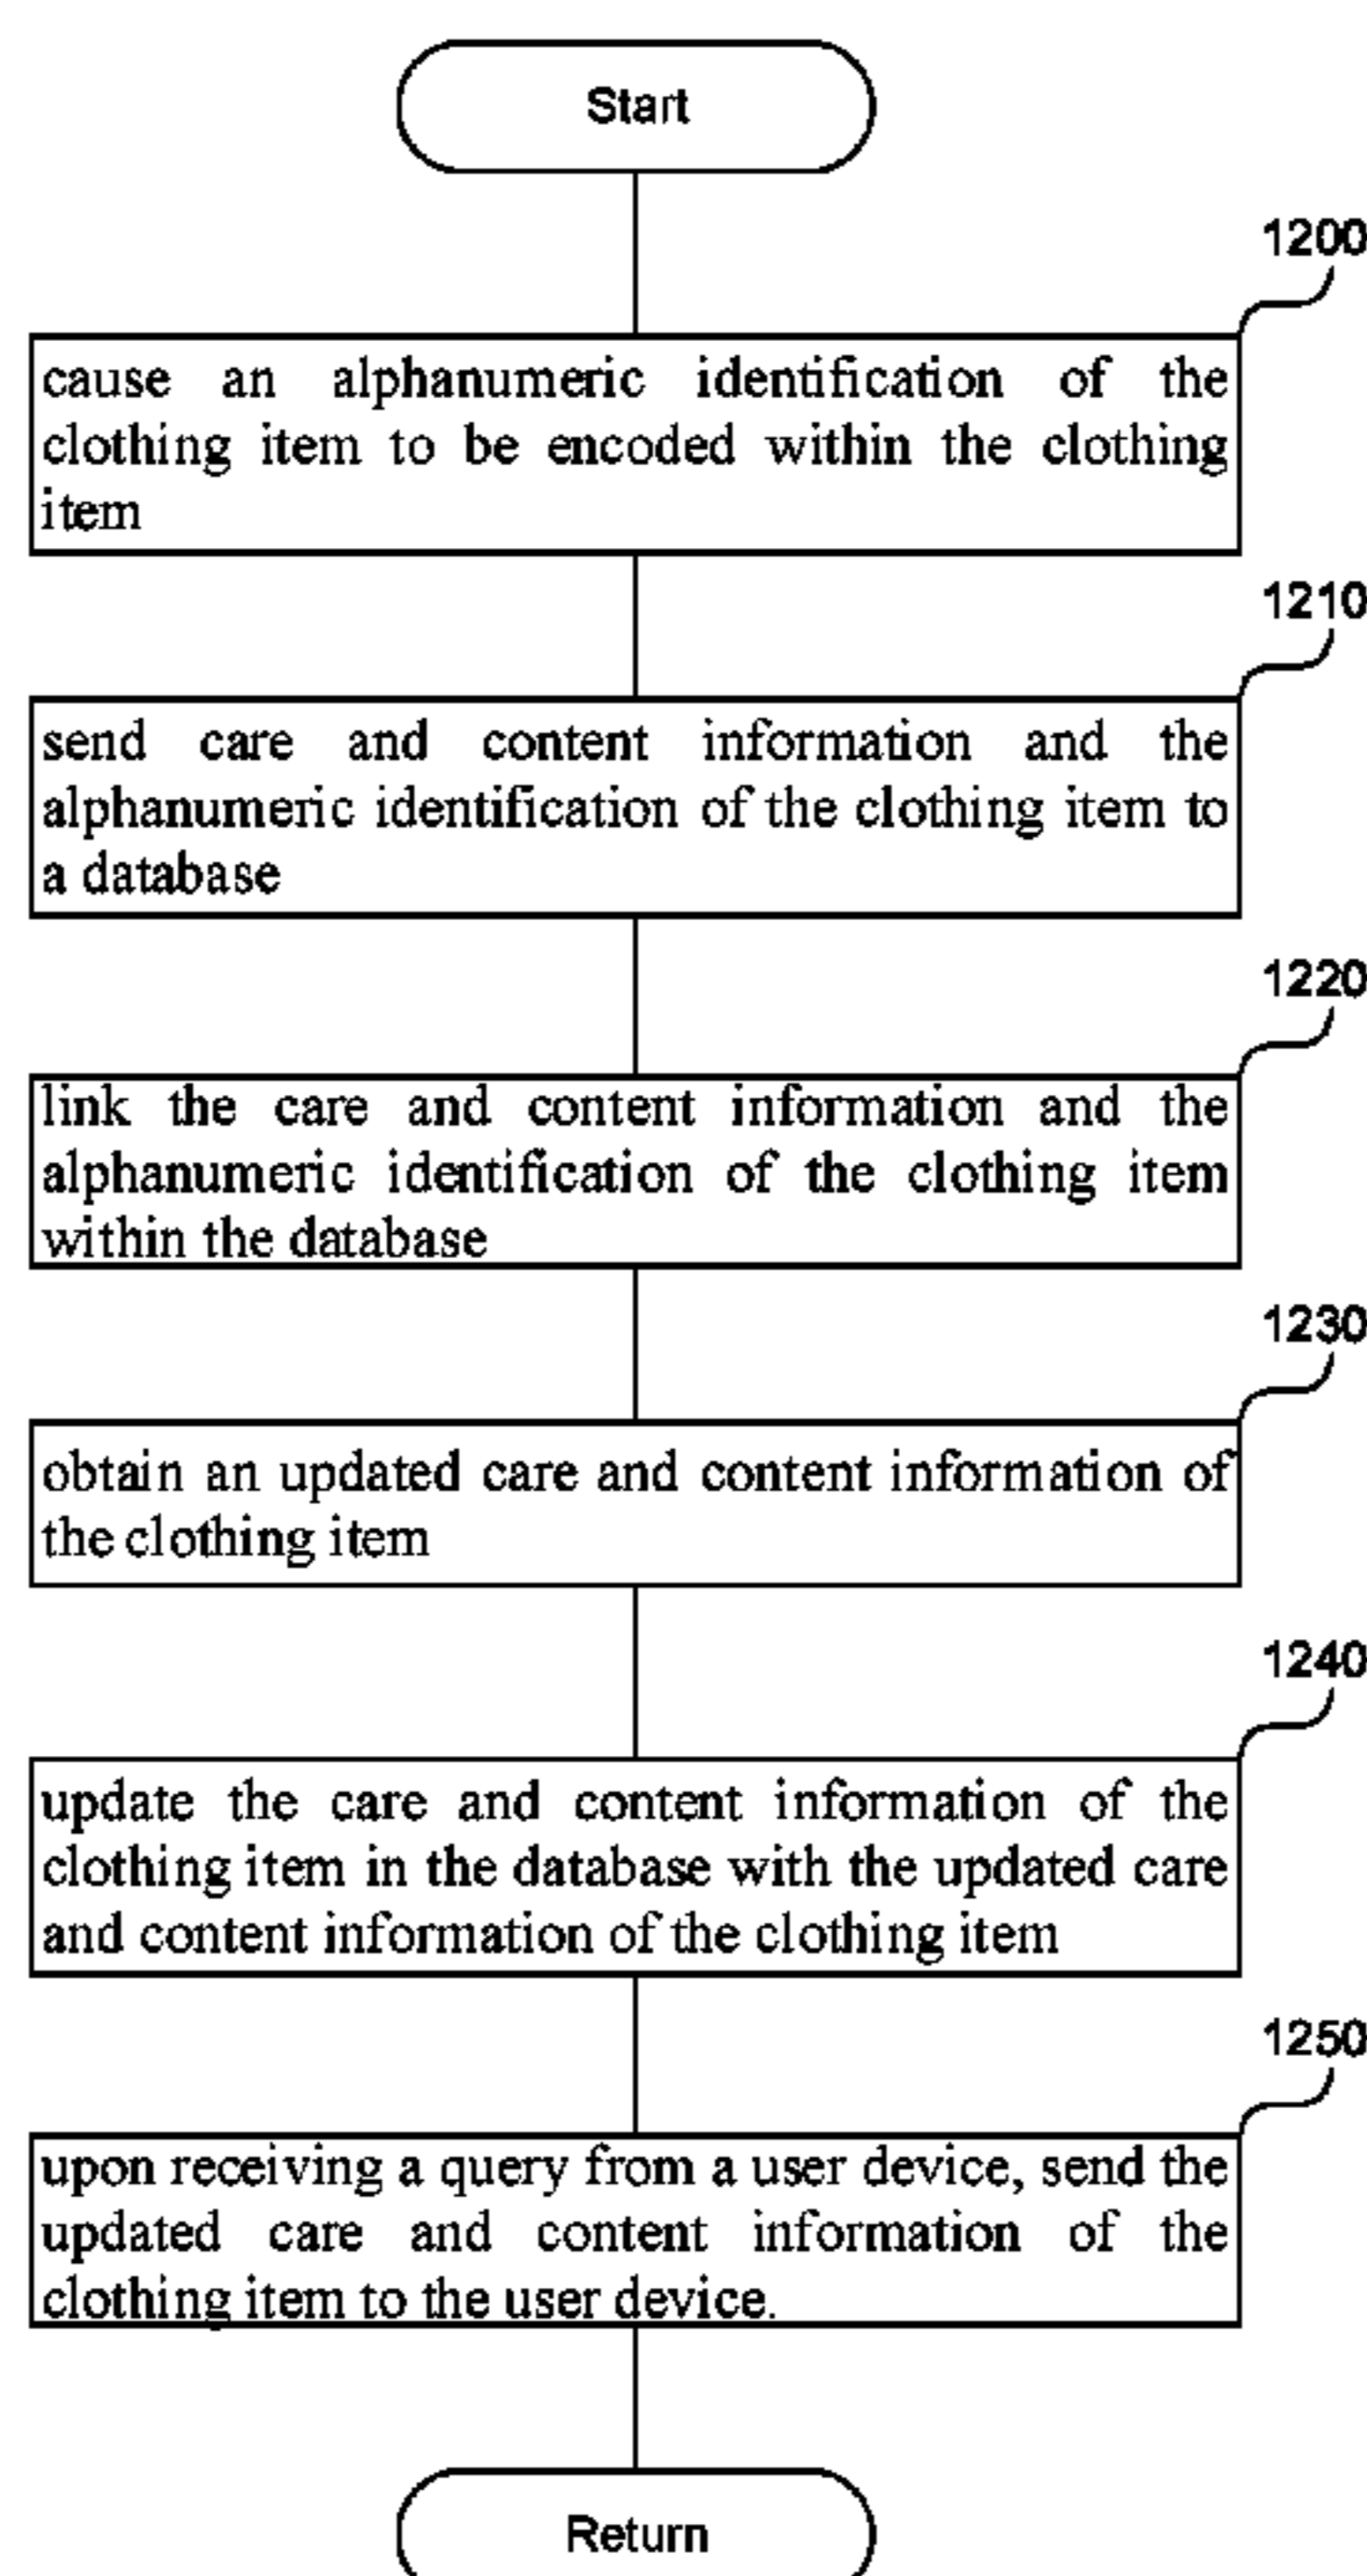 Start
1200
cause an alphanumeric identification of the
clothing item to be encoded within the clothing
item
1210
send care and content information and the
alphanumeric identification of the clothing item to
a database
1220
link the care and content information and the
alphanumeric identification of the clothing item
within the database
1230
obtain an updated care and content information of
the clothing item
1240
update the care and content information of the
clothing item in the database with the updated care
and content information of the clothing item
1250
upon receiving a query from a user device, send the
updated care and content information of the
clothing item to the user device.
Return